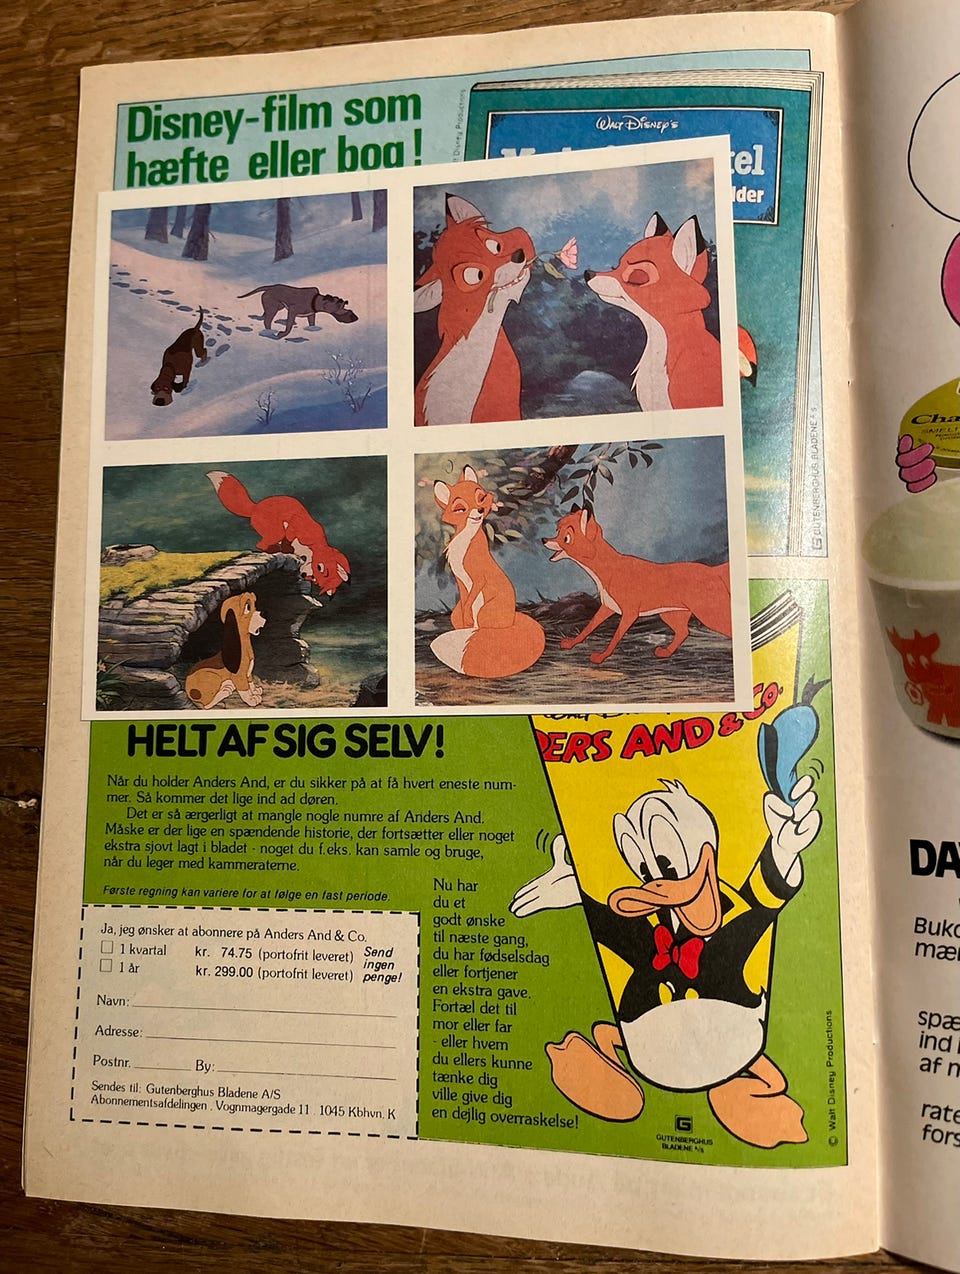 Disney-film som
hæfte eller bog!
Walt Disney Productions
WALT DISNEY'S
tel
lder
GUTENBERGHUS BLADENE A/S
HELT AF SIG SELV!
Når du holder Anders And, er du sikker på at få hvert eneste num-
mer. Så kommer det lige ind ad døren.
Det er så ærgerligt at mangle nogle numre af Anders And.
Måske er der lige en spændende historie, der fortsætter eller noget
ekstra sjovt lagt i bladet - noget du f.eks. kan samle og bruge,
når du leger med kammeraterne.
Første regning kan variere for at følge en fast periode.
Ja, jeg ønsker at abonnere på Anders And & Co.
1 kvartal kr. 74.75 (portofrit leveret)
1 år kr. 299.00 (portofrit leveret)
Send
ingen
penge!
Navn:
Adresse:
Postnr. By:
Sendes til: Gutenberghus Bladene A/S
Abonnementsafdelingen . Vognmagergade 11 . 1045 Kbhvn. K
Nu har
du et
godt ønske
til næste gang,
du har fødselsdag
eller fortjener
en ekstra gave.
Fortæl det til
mor eller far
- eller hvem
du ellers kunne
tænke dig
ville give dig
en dejlig overraskelse!
DERS AND & Co.
GUTENBERGHUS
BLADENE A/S
© Walt Disney Productions
Cha
SMEL
DA
Buko
mær
spæ
ind i
af m
rate
fors